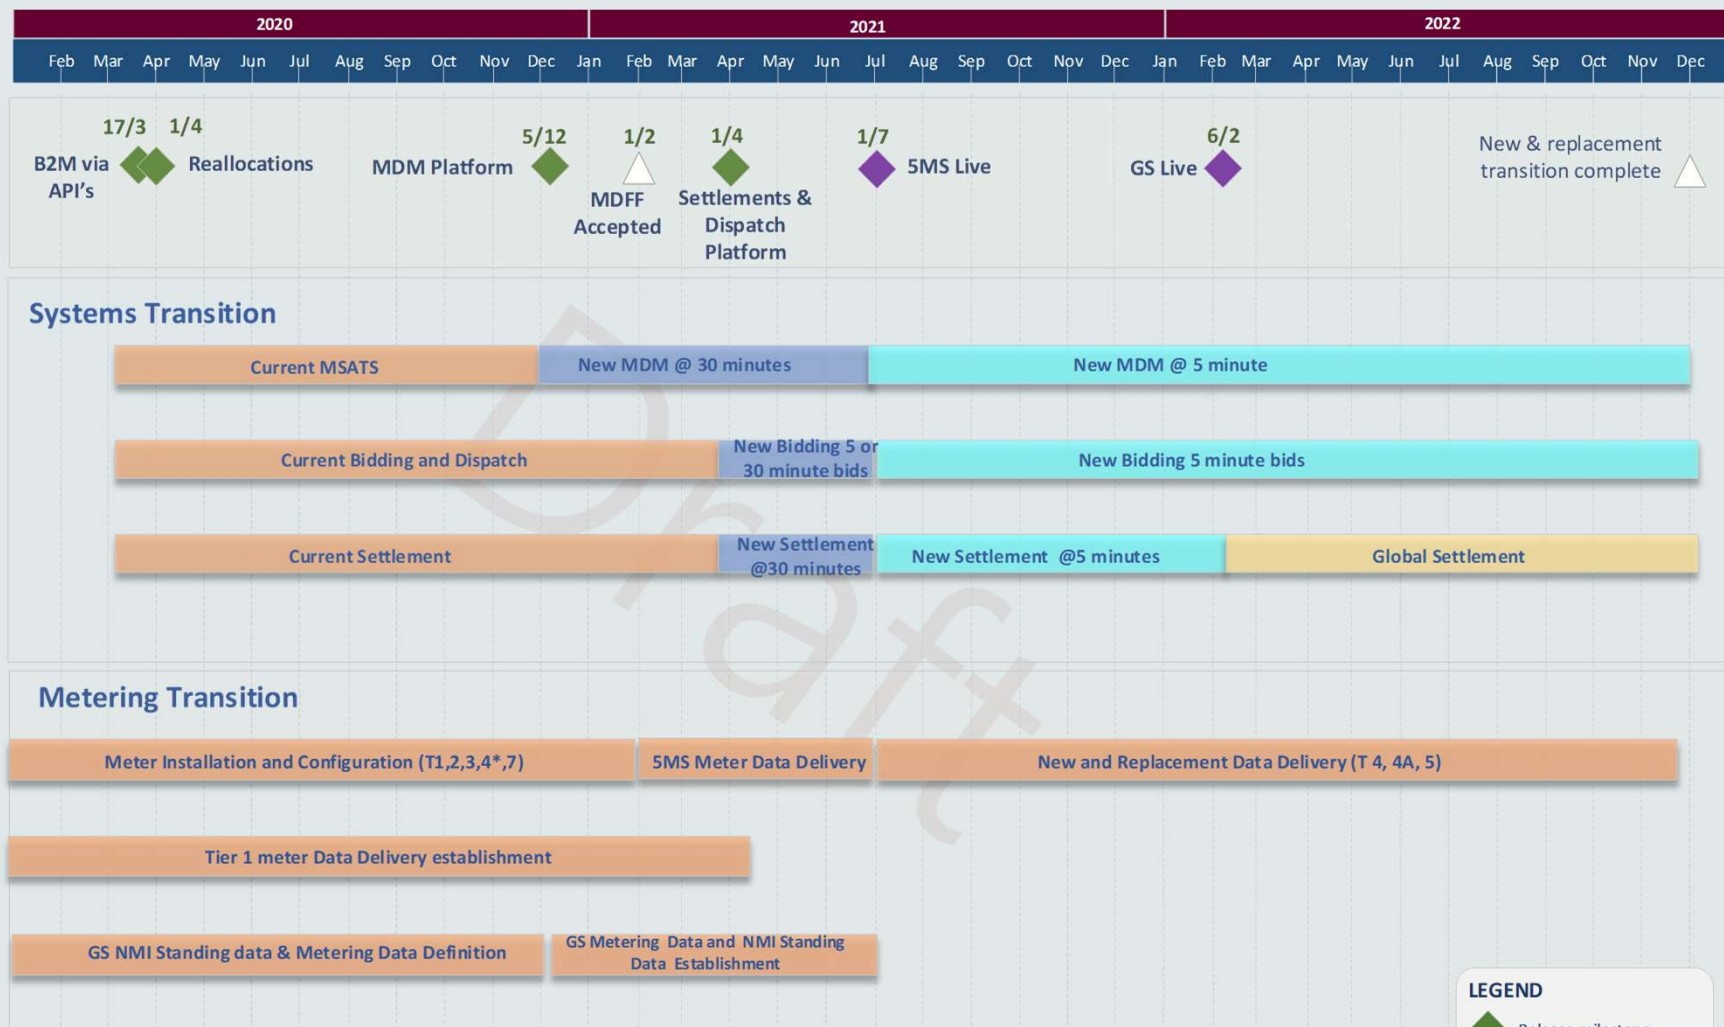 2020 2021 2022
Feb Mar Apr May Jun Jul Aug Sep Oct Nov Dec Jan Feb Mar Apr May Jun Jul Aug Sep Oct Nov Dec Jan Feb Mar Apr May Jun Jul Aug Sep Oct Nov Dec
17/3 1/4 5/12 1/2 1/4 1/7 6/2
B2M via
API's
Reallocations
MDM Platform
MDFF
Accepted
Settlements &
Dispatch
Platform
5MS Live
GS Live
New & replacement
transition complete
Systems Transition
Current MSATS
New MDM @ 30 minutes
New MDM @ 5 minute
Current Bidding and Dispatch
New Bidding 5 or
30 minute bids
New Bidding 5 minute bids
Current Settlement
New Settlement
@30 minutes
New Settlement @5 minutes
Global Settlement
Draft
Metering Transition
Meter Installation and Configuration (T1,2,3,4*,7)
5MS Meter Data Delivery
New and Replacement Data Delivery (T 4, 4A, 5)
Tier 1 meter Data Delivery establishment
GS NMI Standing data & Metering Data Definition
GS Metering Data and NMI Standing
Data Establishment
LEGEND